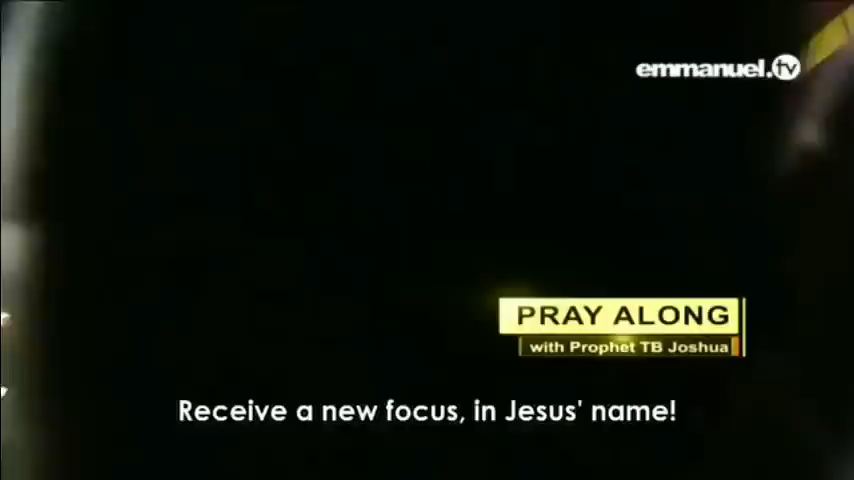 emmanuel.tv
PRAY ALONG
with Prophet TB Joshua
Receive a new focus, in Jesus' name!